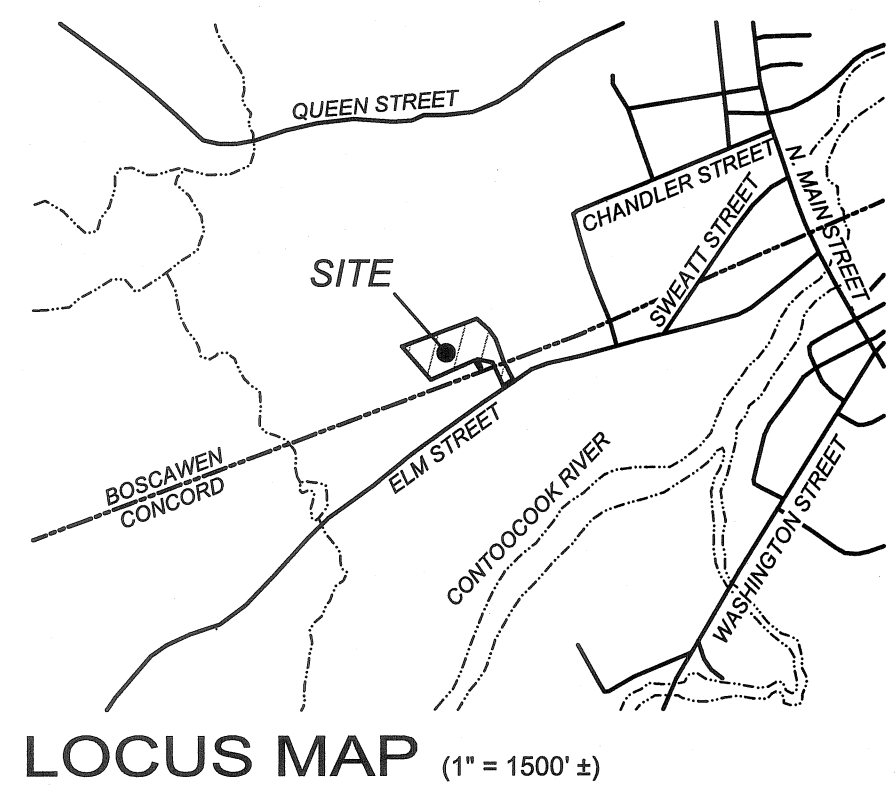 QUEEN STREET
CHANDLER STREET
N. MAIN STREET
SWEATT STREET
SITE
BOSCAWEN
CONCORD
ELM STREET
CONTOOCOOK RIVER
WASHINGTON STREET
LOCUS MAP (1" = 1500' ±)